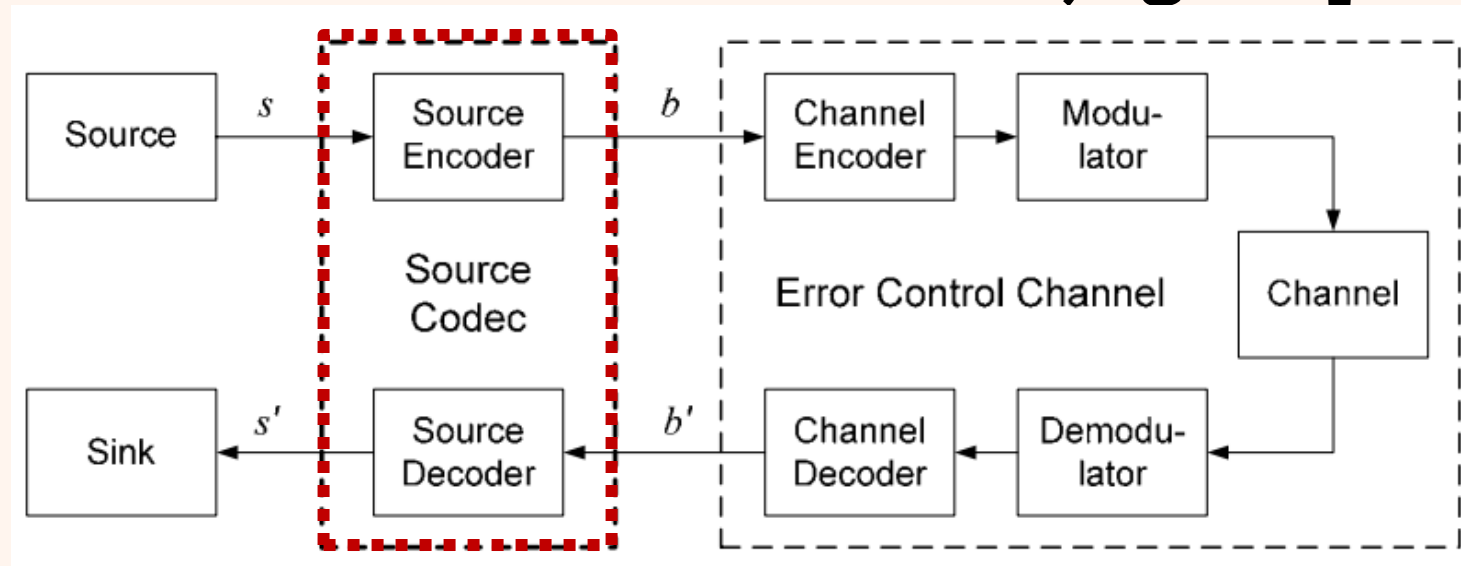 s
b
Source
Source
Encoder
Channel
Encoder
Modu-
lator
Source
Codec
Error Control Channel
Channel
s'
b'
Sink
Source
Decoder
Channel
Decoder
Demodu-
lator